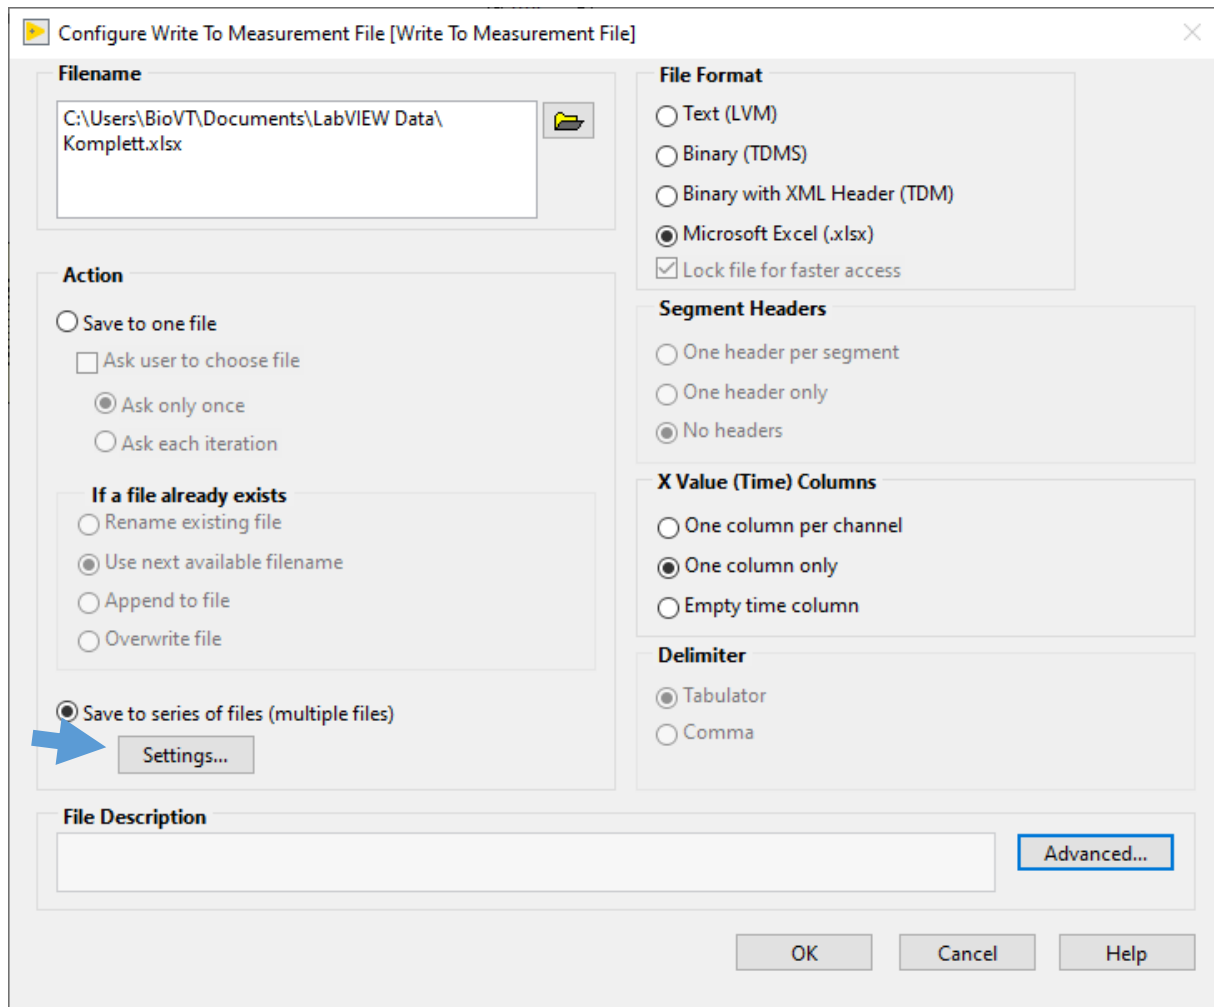 Configure Write To Measurement File [Write To Measurement File]
Filename
C:\Users\BioVT\Documents\LabVIEW Data\
Komplett.xlsx
Action
Save to one file
Ask user to choose file
Ask only once
Ask each iteration
If a file already exists
Rename existing file
Use next available filename
Append to file
Overwrite file
Save to series of files (multiple files)
Settings...
File Format
Text (LVM)
Binary (TDMS)
Binary with XML Header (TDM)
Microsoft Excel (.xlsx)
Lock file for faster access
Segment Headers
One header per segment
One header only
No headers
X Value (Time) Columns
One column per channel
One column only
Empty time column
Delimiter
Tabulator
Comma
File Description
Advanced...
OK
Cancel
Help